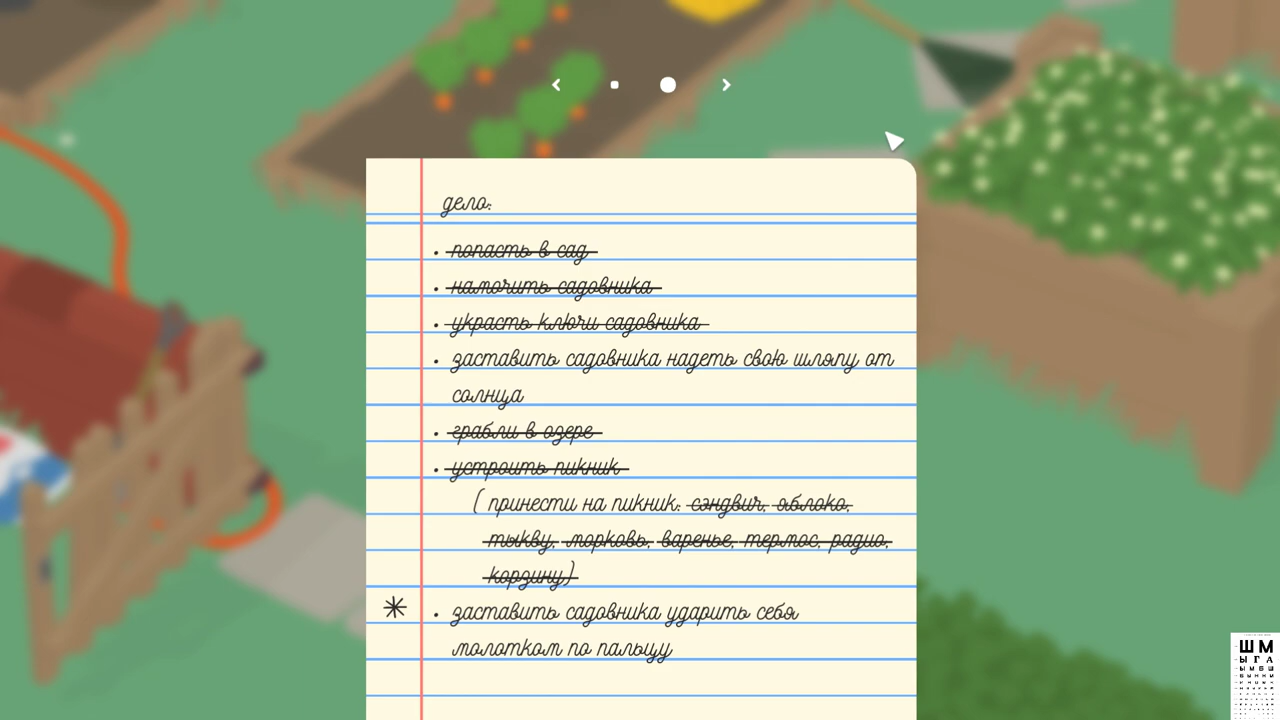 дело:
• попасть в сад
• намочить садовника
• украсть ключи садовника
• заставить садовника надеть свою шляпу от
солнца
• грабли в озере
• устроить пикник
( принести на пикник: сэндвич, яблоко,
тыкву, морковь, варенье, термос, радио,
корзину)
• заставить садовника ударить себя
молотком по пальцу
Ш М
Ы Г А
Ы М Б Ш